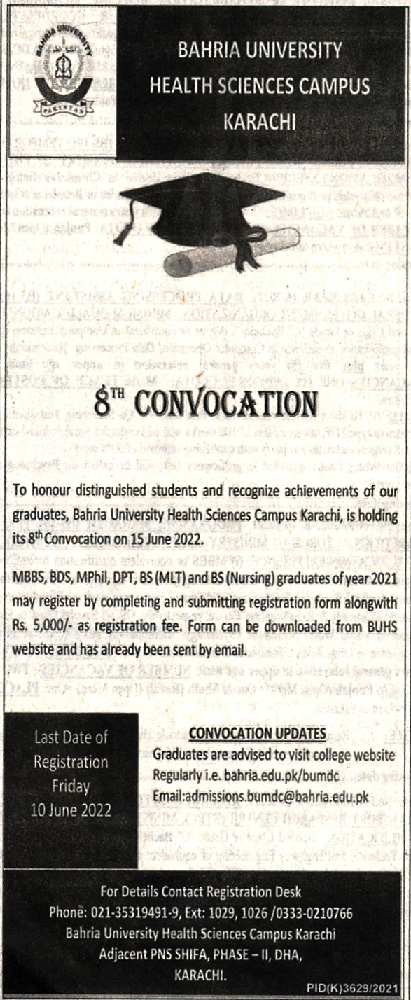 BAHRIA UNIVERSITY
PAKISTAN
BAHRIA UNIVERSITY
HEALTH SCIENCES CAMPUS
KARACHI
8TH CONVOCATION
To honour distinguished students and recognize achievements of our
graduates, Bahria University Health Sciences Campus Karachi, is holding
its 8th Convocation on 15 June 2022.
MBBS, BDS, MPhil, DPT, BS (MLT) and BS (Nursing) graduates of year 2021
may register by completing and submitting registration form alongwith
Rs. 5,000/- as registration fee. Form can be downloaded from BUHS
website and has already been sent by email.
Last Date of
Registration
Friday
10 June 2022
CONVOCATION UPDATES
Graduates are advised to visit college website
Regularly i.e. bahria.edu.pk/bumdc
Email:admissions.bumdc@bahria.edu.pk
For Details Contact Registration Desk
Phone: 021-35319491-9, Ext: 1029, 1026 /0333-0210766
Bahria University Health Sciences Campus Karachi
Adjacent PNS SHIFA, PHASE – II, DHA,
KARACHI.
PID(K)3629/2021